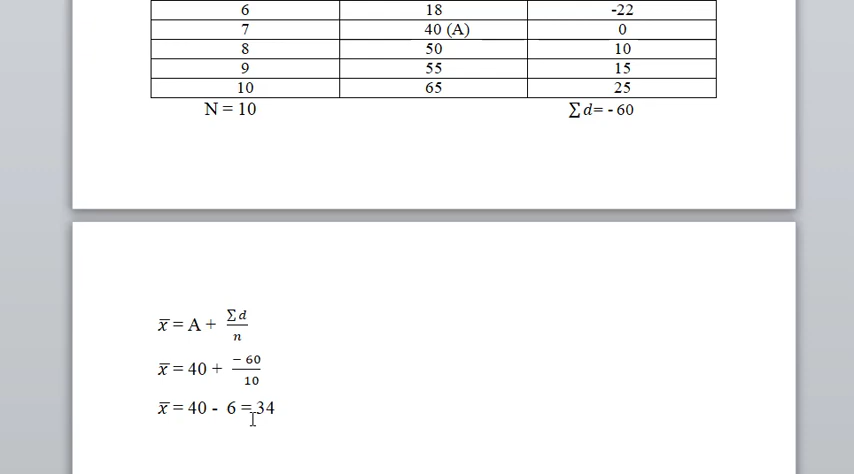 6 18 -22
7 40 (A) 0
8 50 10
9 55 15
10 65 25
N = 10 ∑ d= - 60
x̅ = A + ∑ d / n
x̅ = 40 + − 60 / 10
x̅ = 40 - 6 = 34